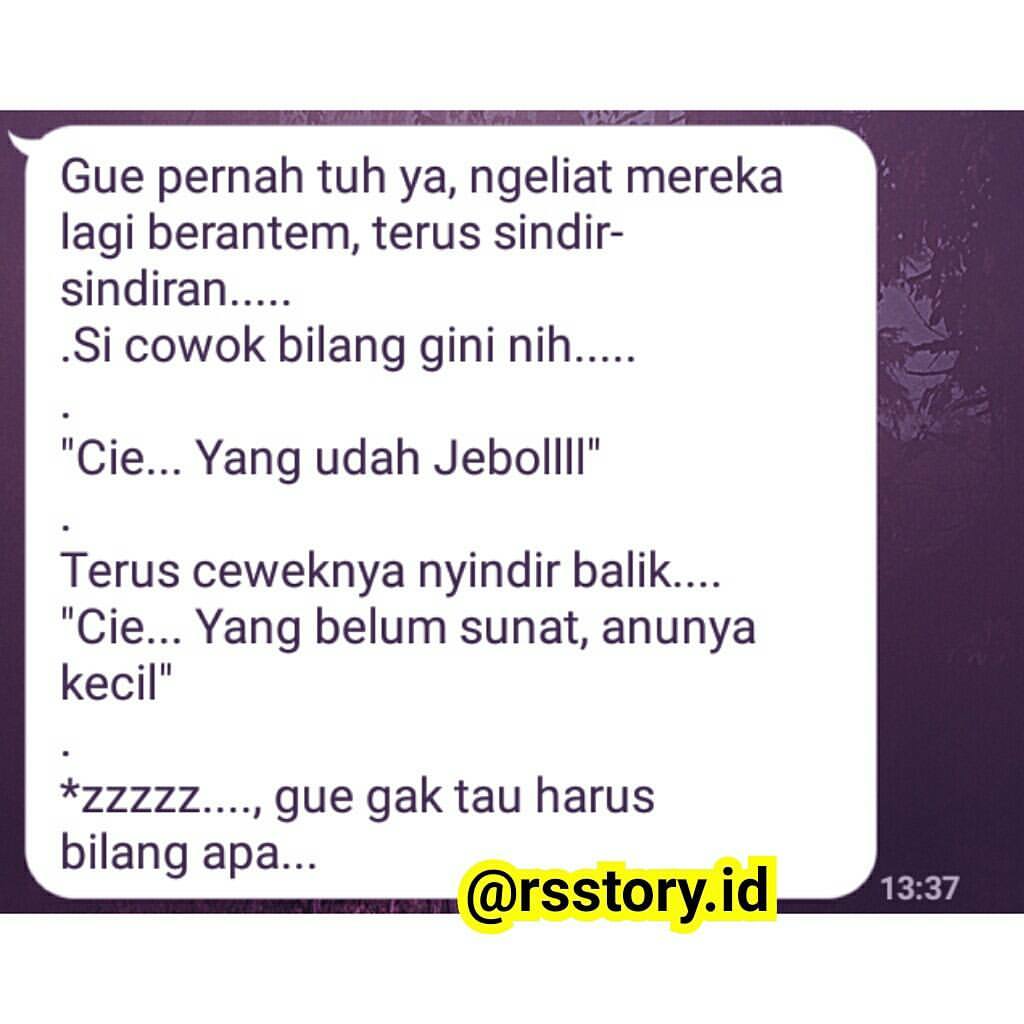 Gue pernah tuh ya, ngeliat mereka
lagi berantem, terus sindir-
sindiran.....
.Si cowok bilang gini nih.....
.
"Cie... Yang udah Jebollll"
.
Terus ceweknya nyindir balik....
"Cie... Yang belum sunat, anunya
kecil"
.
*zzzzz...., gue gak tau harus
bilang apa...
@rsstory.id
13:37